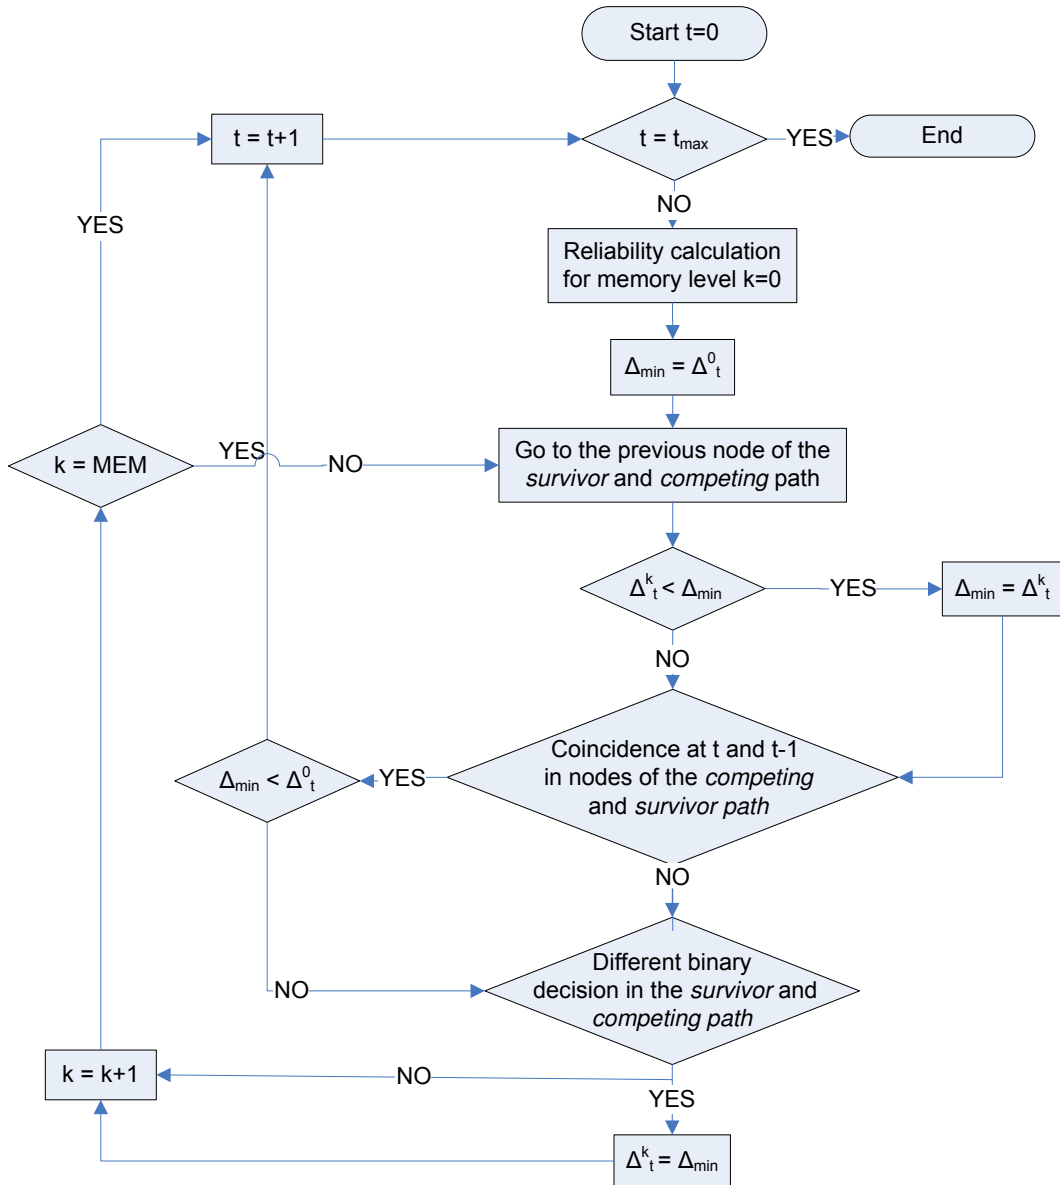 Start t=0
t = t+1
t = tmax
YES
End
YES
NO
Reliability calculation
for memory level k=0
Δmin = Δ⁰t
k = MEM
YES
NO
Go to the previous node of the
survivor and competing path
Δᵏt < Δmin
YES
Δmin = Δᵏt
NO
Coincidence at t and t-1
in nodes of the competing
and survivor path
YES
Δmin < Δ⁰t
NO
Different binary
decision in the survivor and
competing path
NO
k = k+1
NO
YES
Δᵏt = Δmin